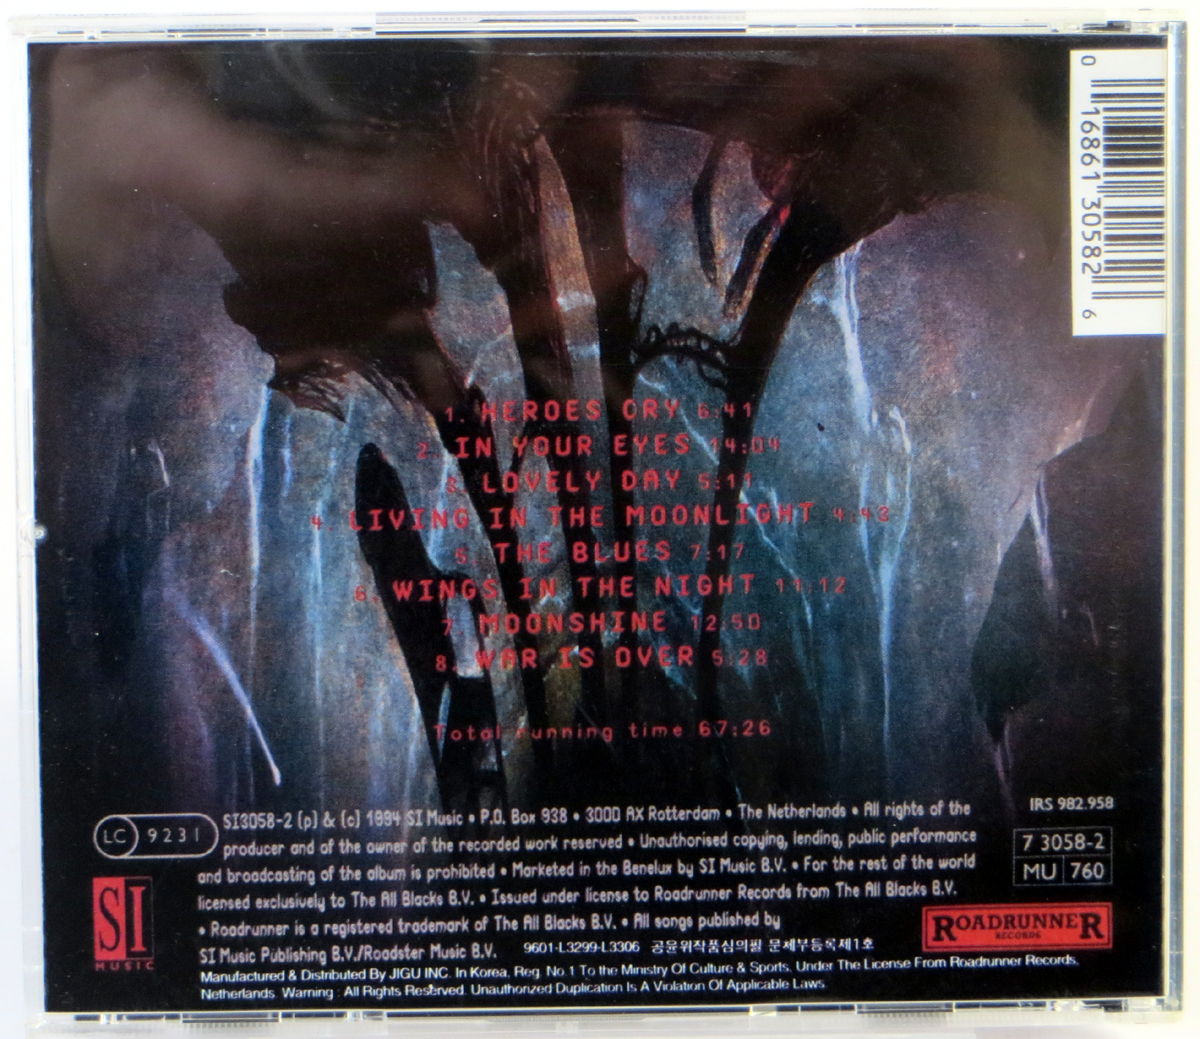 0 16861 30582 6
1. HEROES CRY 6:41
2. IN YOUR EYES 14:04
3. LOVELY DAY 5:11
4. LIVING IN THE MOONLIGHT 4:43
5. THE BLUES 7:17
6. WINGS IN THE NIGHT 11:12
7. MOONSHINE 12:50
8. WAR IS OVER 5:28
Total running time 67:26
IRS 982.958
7 3058-2
MU 760
LC 9231
SI3058-2 (p) & (c) 1994 SI Music • P.O. Box 938 • 3000 AX Rotterdam • The Netherlands • All rights of the
producer and of the owner of the recorded work reserved • Unauthorised copying, lending, public performance
and broadcasting of the album is prohibited • Marketed in the Benelux by SI Music B.V. • For the rest of the world
licensed exclusively to The All Blacks B.V. • Issued under license to Roadrunner Records from The All Blacks B.V.
• Roadrunner is a registered trademark of The All Blacks B.V. • All songs published by
SI Music Publishing B.V./Roadster Music B.V. 9601-L3299-L3306 공윤위작품심의필 문체부등록제1호
Manufactured & Distributed By JIGU INC. In Korea, Reg. No.1 To the Ministry Of Culture & Sports. Under The License From Roadrunner Records,
Netherlands. Warning : All Rights Reserved. Unauthorized Duplication Is A Violation Of Applicable Laws.
SI
MUSIC
ROADRUNNER
RECORDS